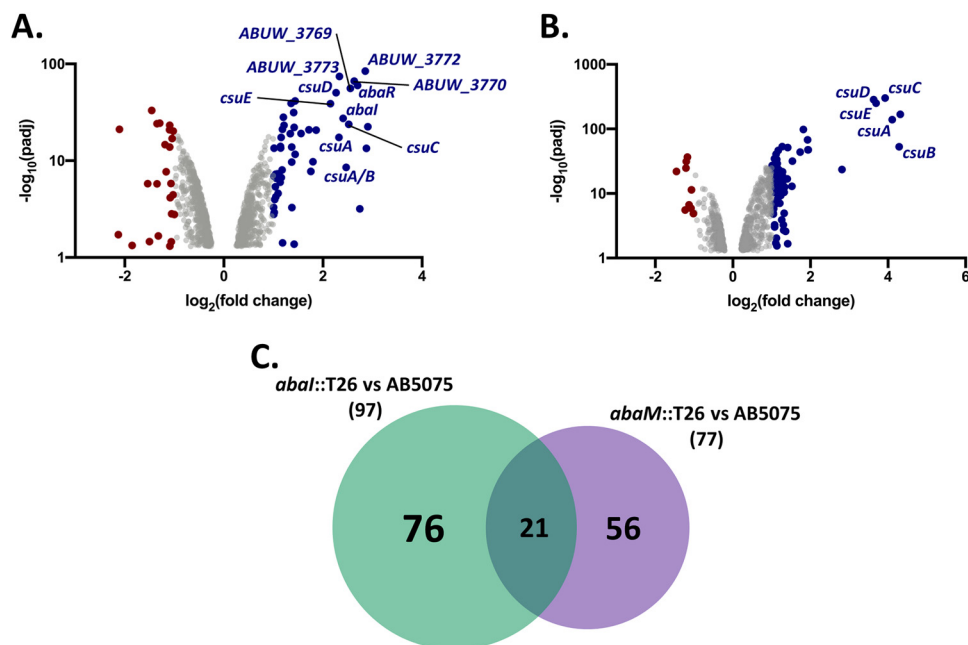 A.
ABUW_3769
ABUW_3772
ABUW_3773
ABUW_3770
csuD
abaR
csuE
abaI
csuA
csuC
csuA/B
100
10
1
-log10(padj)
-2
0
2
4
log2(fold change)
B.
1000
100
10
1
-log10(padj)
csuD
csuC
csuE
csuA
csuB
-2
0
2
4
6
log2(fold change)
C.
abaI::T26 vs AB5075
(97)
abaM::T26 vs AB5075
(77)
76
21
56